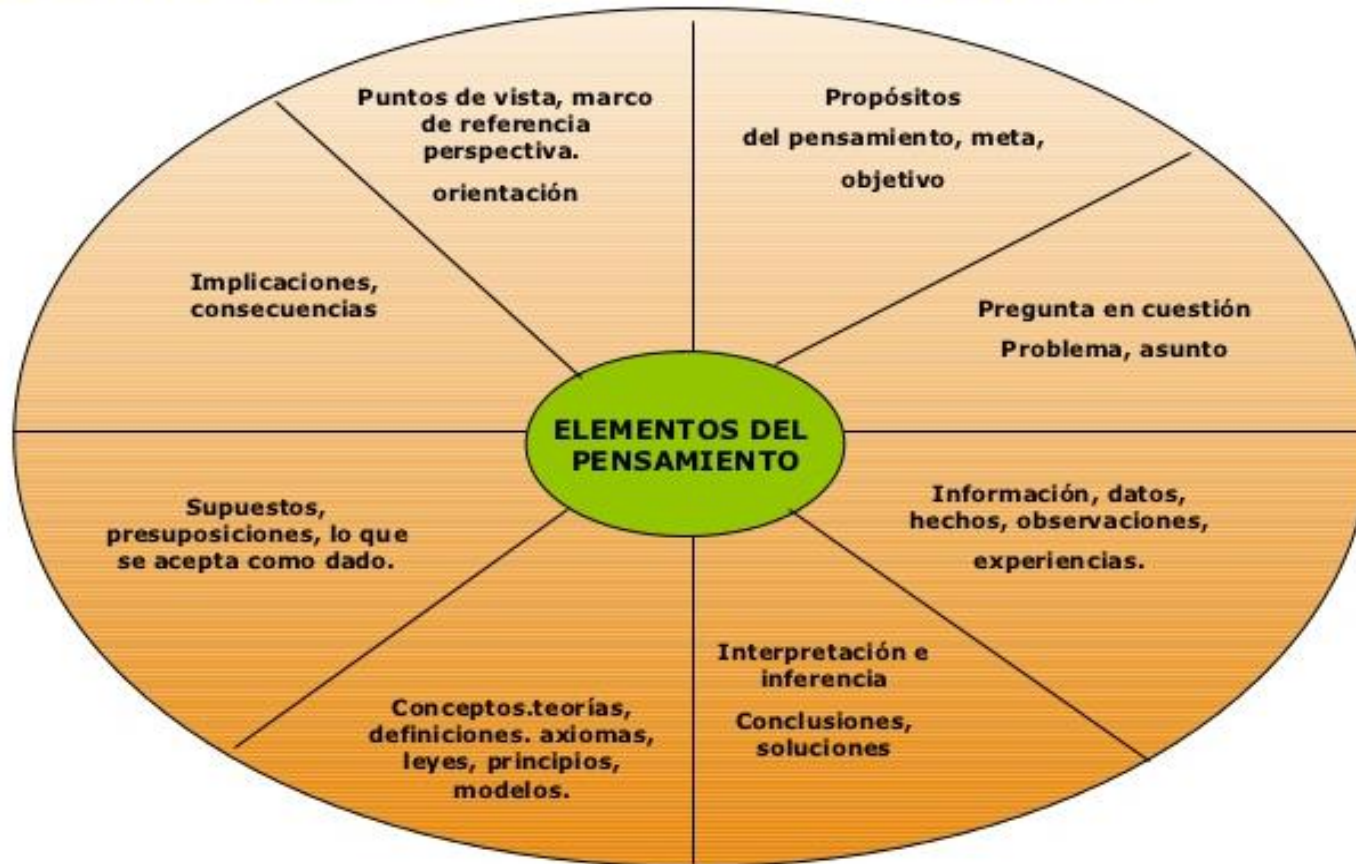 Puntos de vista, marco
de referencia
perspectiva.
orientación
Propósitos
del pensamiento, meta,
objetivo
Implicaciones,
consecuencias
Pregunta en cuestión
Problema, asunto
ELEMENTOS DEL
PENSAMIENTO
Supuestos,
presuposiciones, lo que
se acepta como dado.
Información, datos,
hechos, observaciones,
experiencias.
Conceptos.teorías,
definiciones. axiomas,
leyes, principios,
modelos.
Interpretación e
inferencia
Conclusiones,
soluciones